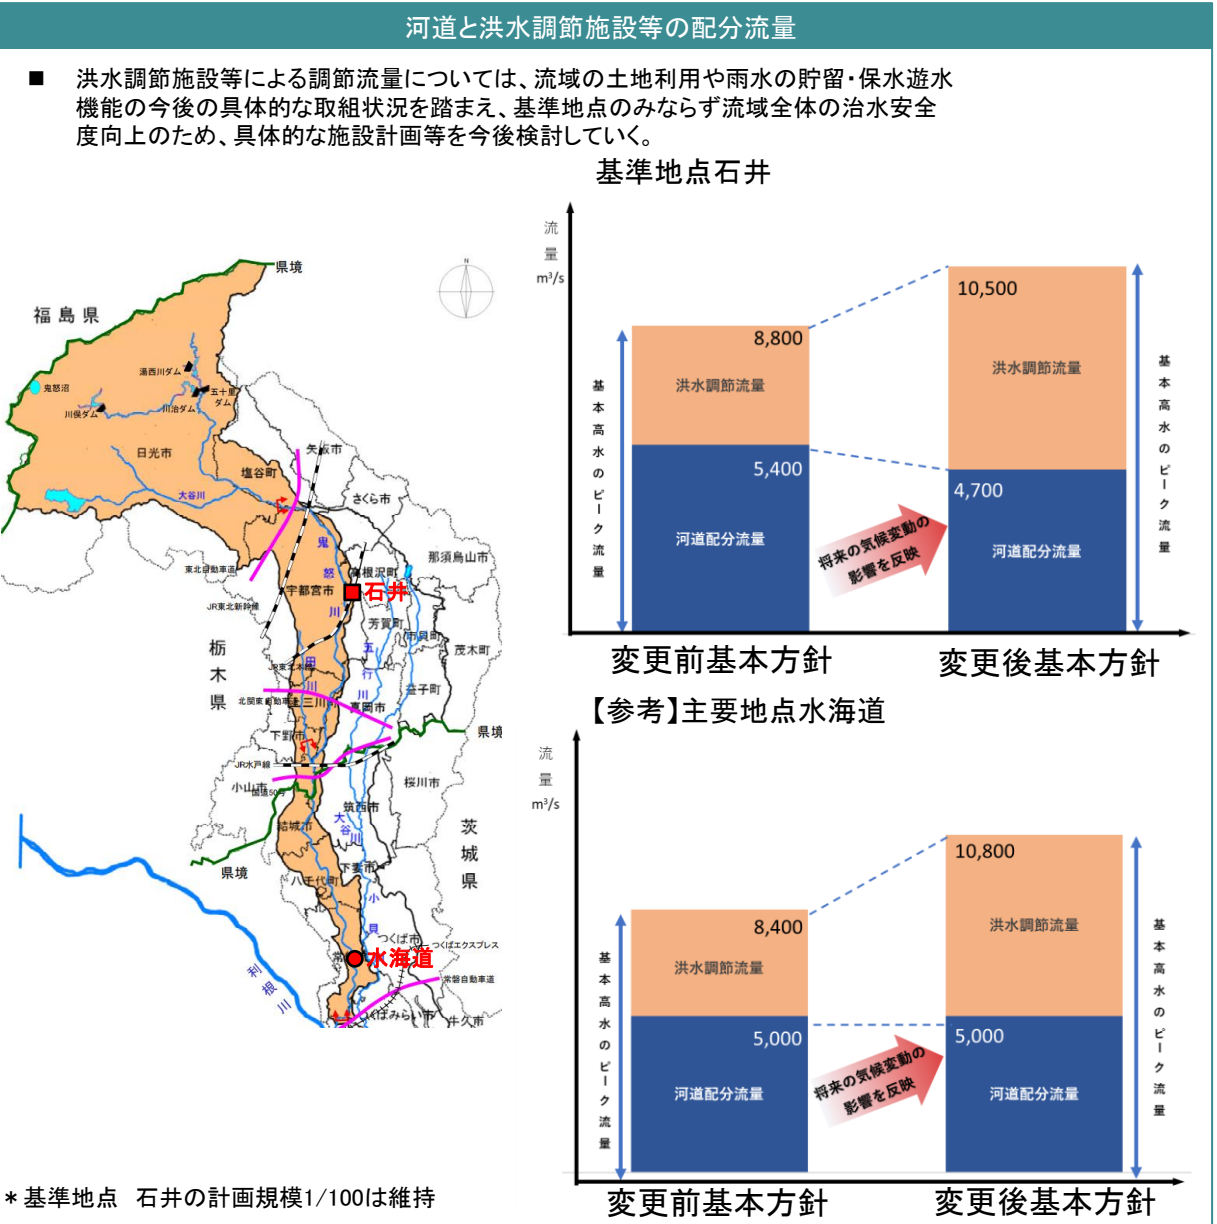 河道と洪水調節施設等の配分流量
■ 洪水調節施設等による調節流量については、流域の土地利用や雨水の貯留・保水遊水
機能の今後の具体的な取組状況を踏まえ、基準地点のみならず流域全体の治水安全
度向上のため、具体的な施設計画等を今後検討していく。
基準地点石井
流量
m³/s
8,800
洪水調節流量
5,400
河道配分流量
基本高水のピーク流量
将来の気候変動の
影響を反映
10,500
洪水調節流量
4,700
河道配分流量
基本高水のピーク流量
変更前基本方針
変更後基本方針
【参考】主要地点水海道
流量
m³/s
8,400
洪水調節流量
5,000
河道配分流量
基本高水のピーク流量
将来の気候変動の
影響を反映
10,800
洪水調節流量
5,000
河道配分流量
基本高水のピーク流量
変更前基本方針
変更後基本方針
県境
N
福島県
湯西川ダム
鬼怒沼
五十里
ダム
川俣ダム
川治ダム
日光市
塩谷町
矢板市
大谷川
さくら市
鬼怒川
那須烏山市
高根沢町
東北自動車道
宇都宮市
石井
JR東北新幹線
芳賀町
市貝町
栃木県
茂木町
JR東北本線
田川
五行川
益子町
北関東自動車道
上三川町
真岡市
下野市
県境
JR水戸線
小山市
国道50号
桜川市
筑西市
大谷川
結城市
茨城県
県境
下妻市
八千代町
小貝
つくば市
つくばエクスプレス
常
水海道
利根川
常磐自動車道
つくばみらい市
牛久市
＊基準地点 石井の計画規模1/100は維持